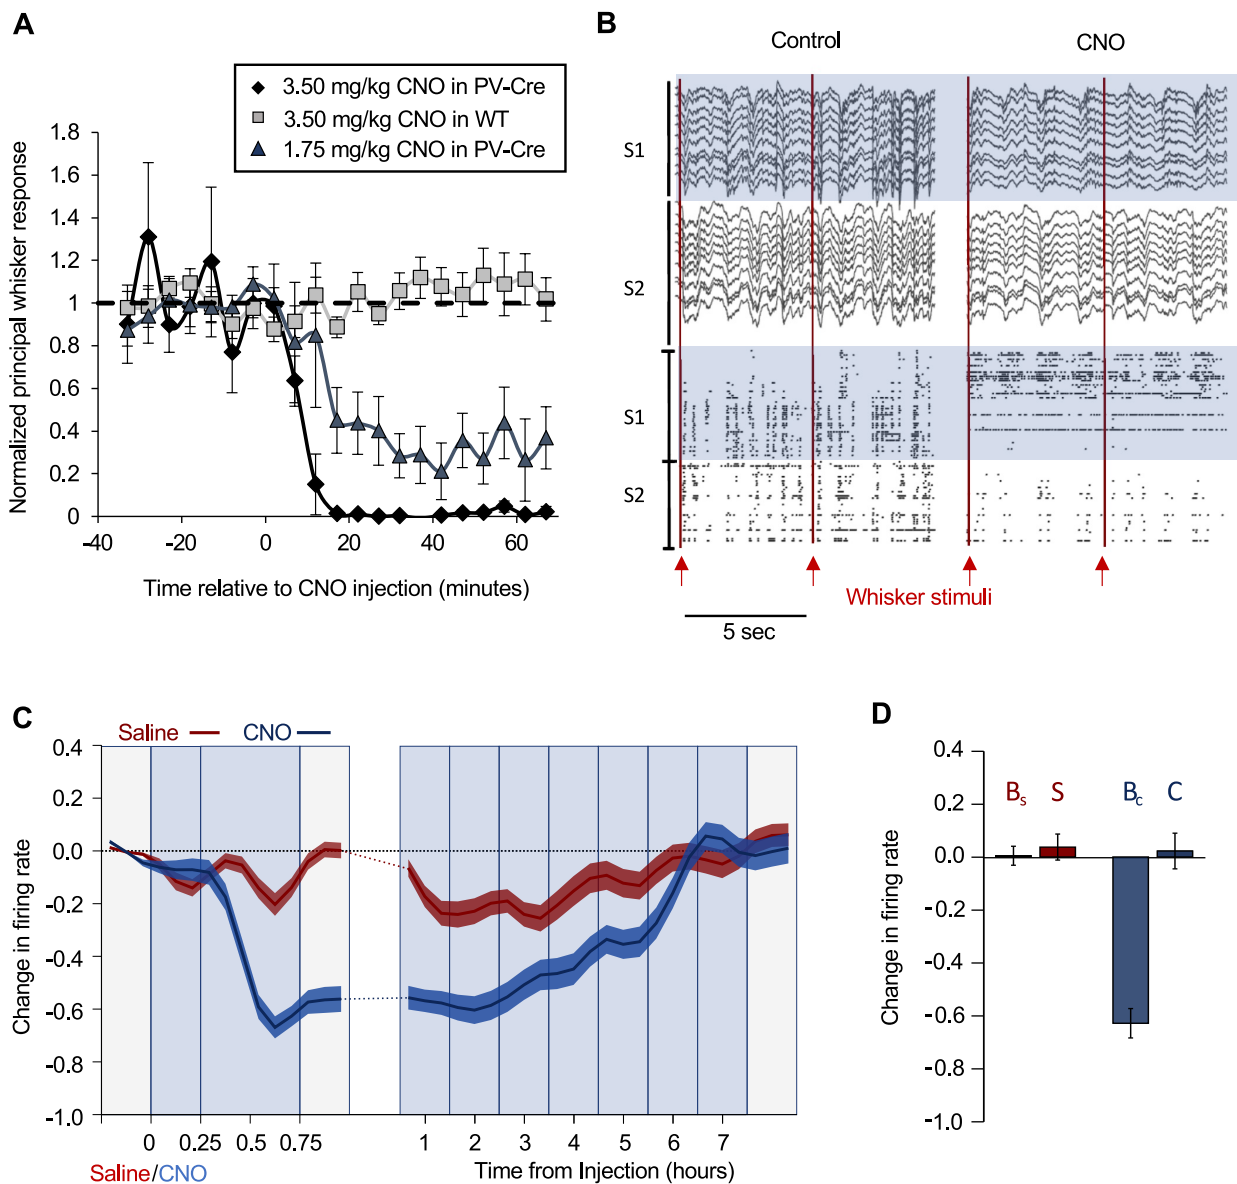 A
3.50 mg/kg CNO in PV-Cre
3.50 mg/kg CNO in WT
1.75 mg/kg CNO in PV-Cre
Normalized principal whisker response
1.8
1.6
1.4
1.2
1
0.8
0.6
0.4
0.2
0
-40
-20
0
20
40
60
Time relative to CNO injection (minutes)
B
Control
CNO
S1
S2
S1
S2
Whisker stimuli
5 sec
C
Saline
CNO
Change in firing rate
0.4
0.2
0.0
-0.2
-0.4
-0.6
-0.8
-1.0
0
0.25
0.5
0.75
1
2
3
4
5
6
7
Saline/CNO
Time from Injection (hours)
D
Bs
S
Bc
C
Change in firing rate
0.4
0.2
0.0
-0.2
-0.4
-0.6
-0.8
-1.0